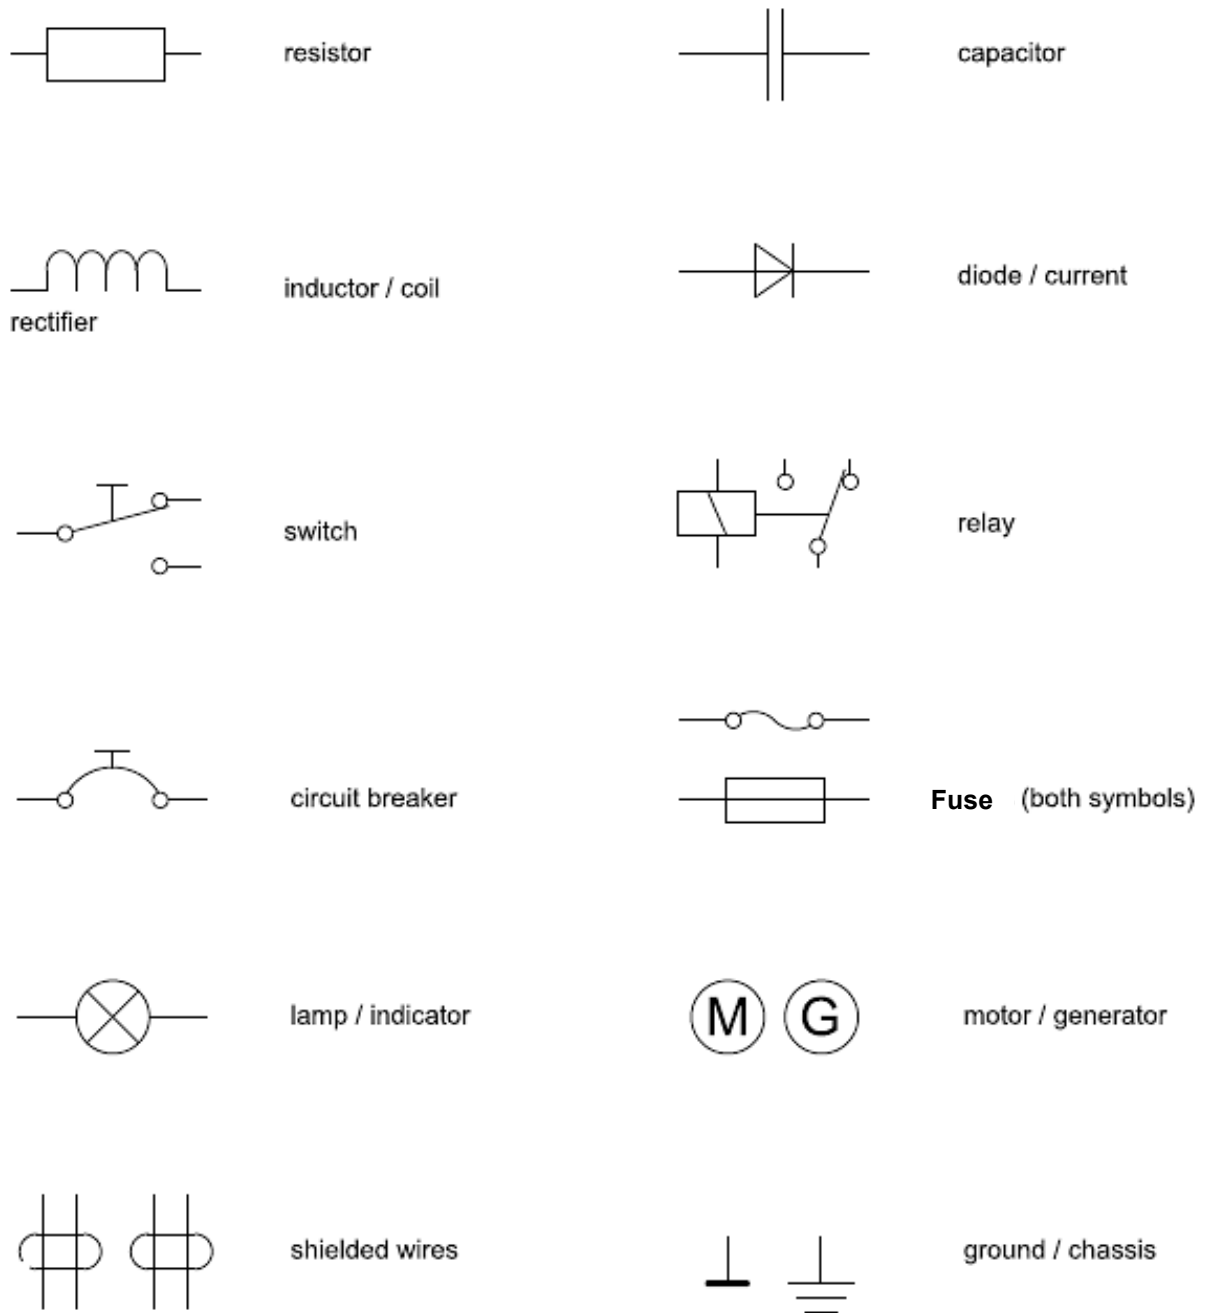 resistor
capacitor
inductor / coil
diode / current
rectifier
switch
relay
circuit breaker
Fuse (both symbols)
lamp / indicator
M G
motor / generator
shielded wires
ground / chassis